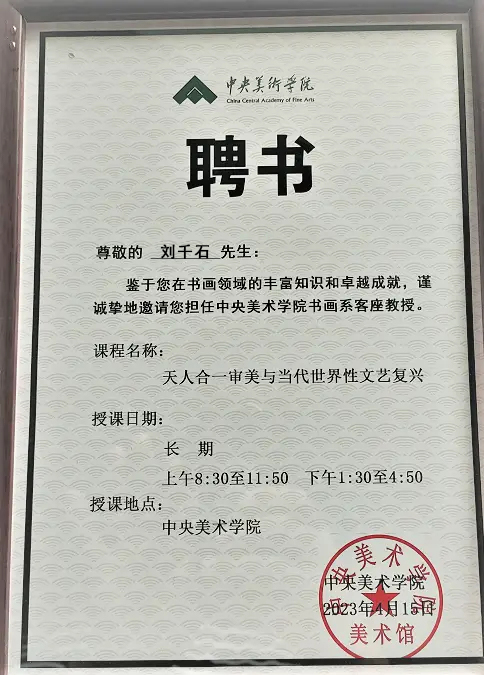 中央美術学院
China Central Academy of Fine Arts
聘书
尊敬的 刘千石 先生：
鉴于您在书画领域的丰富知识和卓越成就，谨
诚挚地邀请您担任中央美术学院书画系客座教授。
课程名称：
天人合一审美与当代世界性文艺复兴
授课日期：
长 期
上午8:30至11:50 下午1:30至4:50
授课地点：
中央美术学院
中央美术学院
2023年4月15日
中央美术学院
美术馆